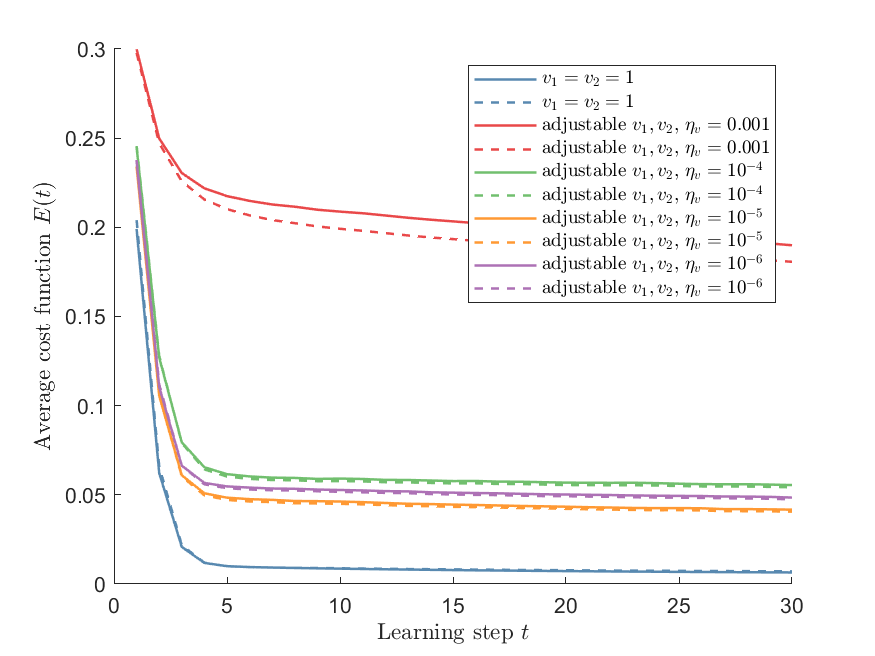 0.3
0.25
0.2
0.15
0.1
0.05
0
Average cost function E(t)
v₁ = v₂ = 1
v₁ = v₂ = 1
adjustable v₁, v₂, ηᵥ = 0.001
adjustable v₁, v₂, ηᵥ = 0.001
adjustable v₁, v₂, ηᵥ = 10⁻⁴
adjustable v₁, v₂, ηᵥ = 10⁻⁴
adjustable v₁, v₂, ηᵥ = 10⁻⁵
adjustable v₁, v₂, ηᵥ = 10⁻⁵
adjustable v₁, v₂, ηᵥ = 10⁻⁶
adjustable v₁, v₂, ηᵥ = 10⁻⁶
0 5 10 15 20 25 30
Learning step t